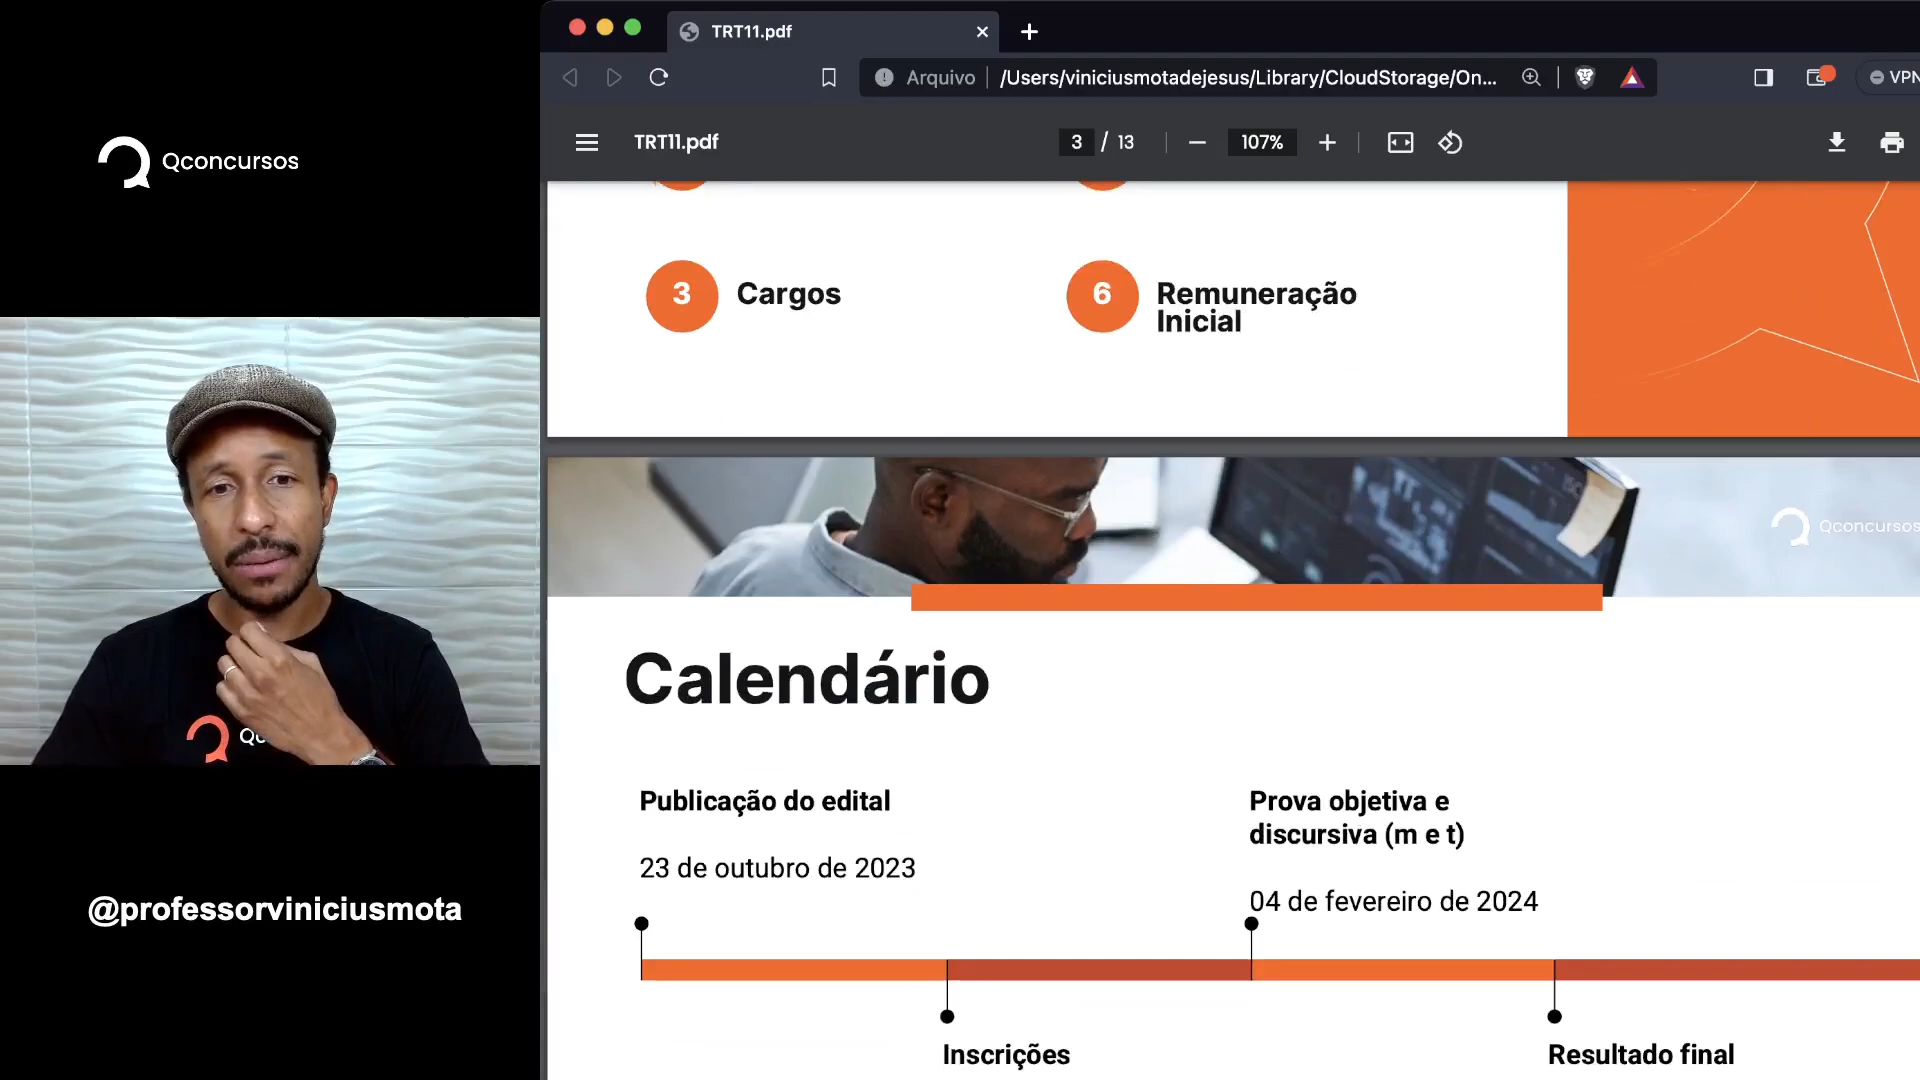 TRT11.pdf
Arquivo /Users/viniciusmotadejesus/Library/CloudStorage/On...
VPN
TRT11.pdf
3 / 13
107%
Qconcursos
3 Cargos
6 Remuneração
Inicial
Qconcursos
Calendário
Publicação do edital
23 de outubro de 2023
Prova objetiva e
discursiva (m e t)
04 de fevereiro de 2024
Inscrições
Resultado final
Qc
@professorviniciusmota